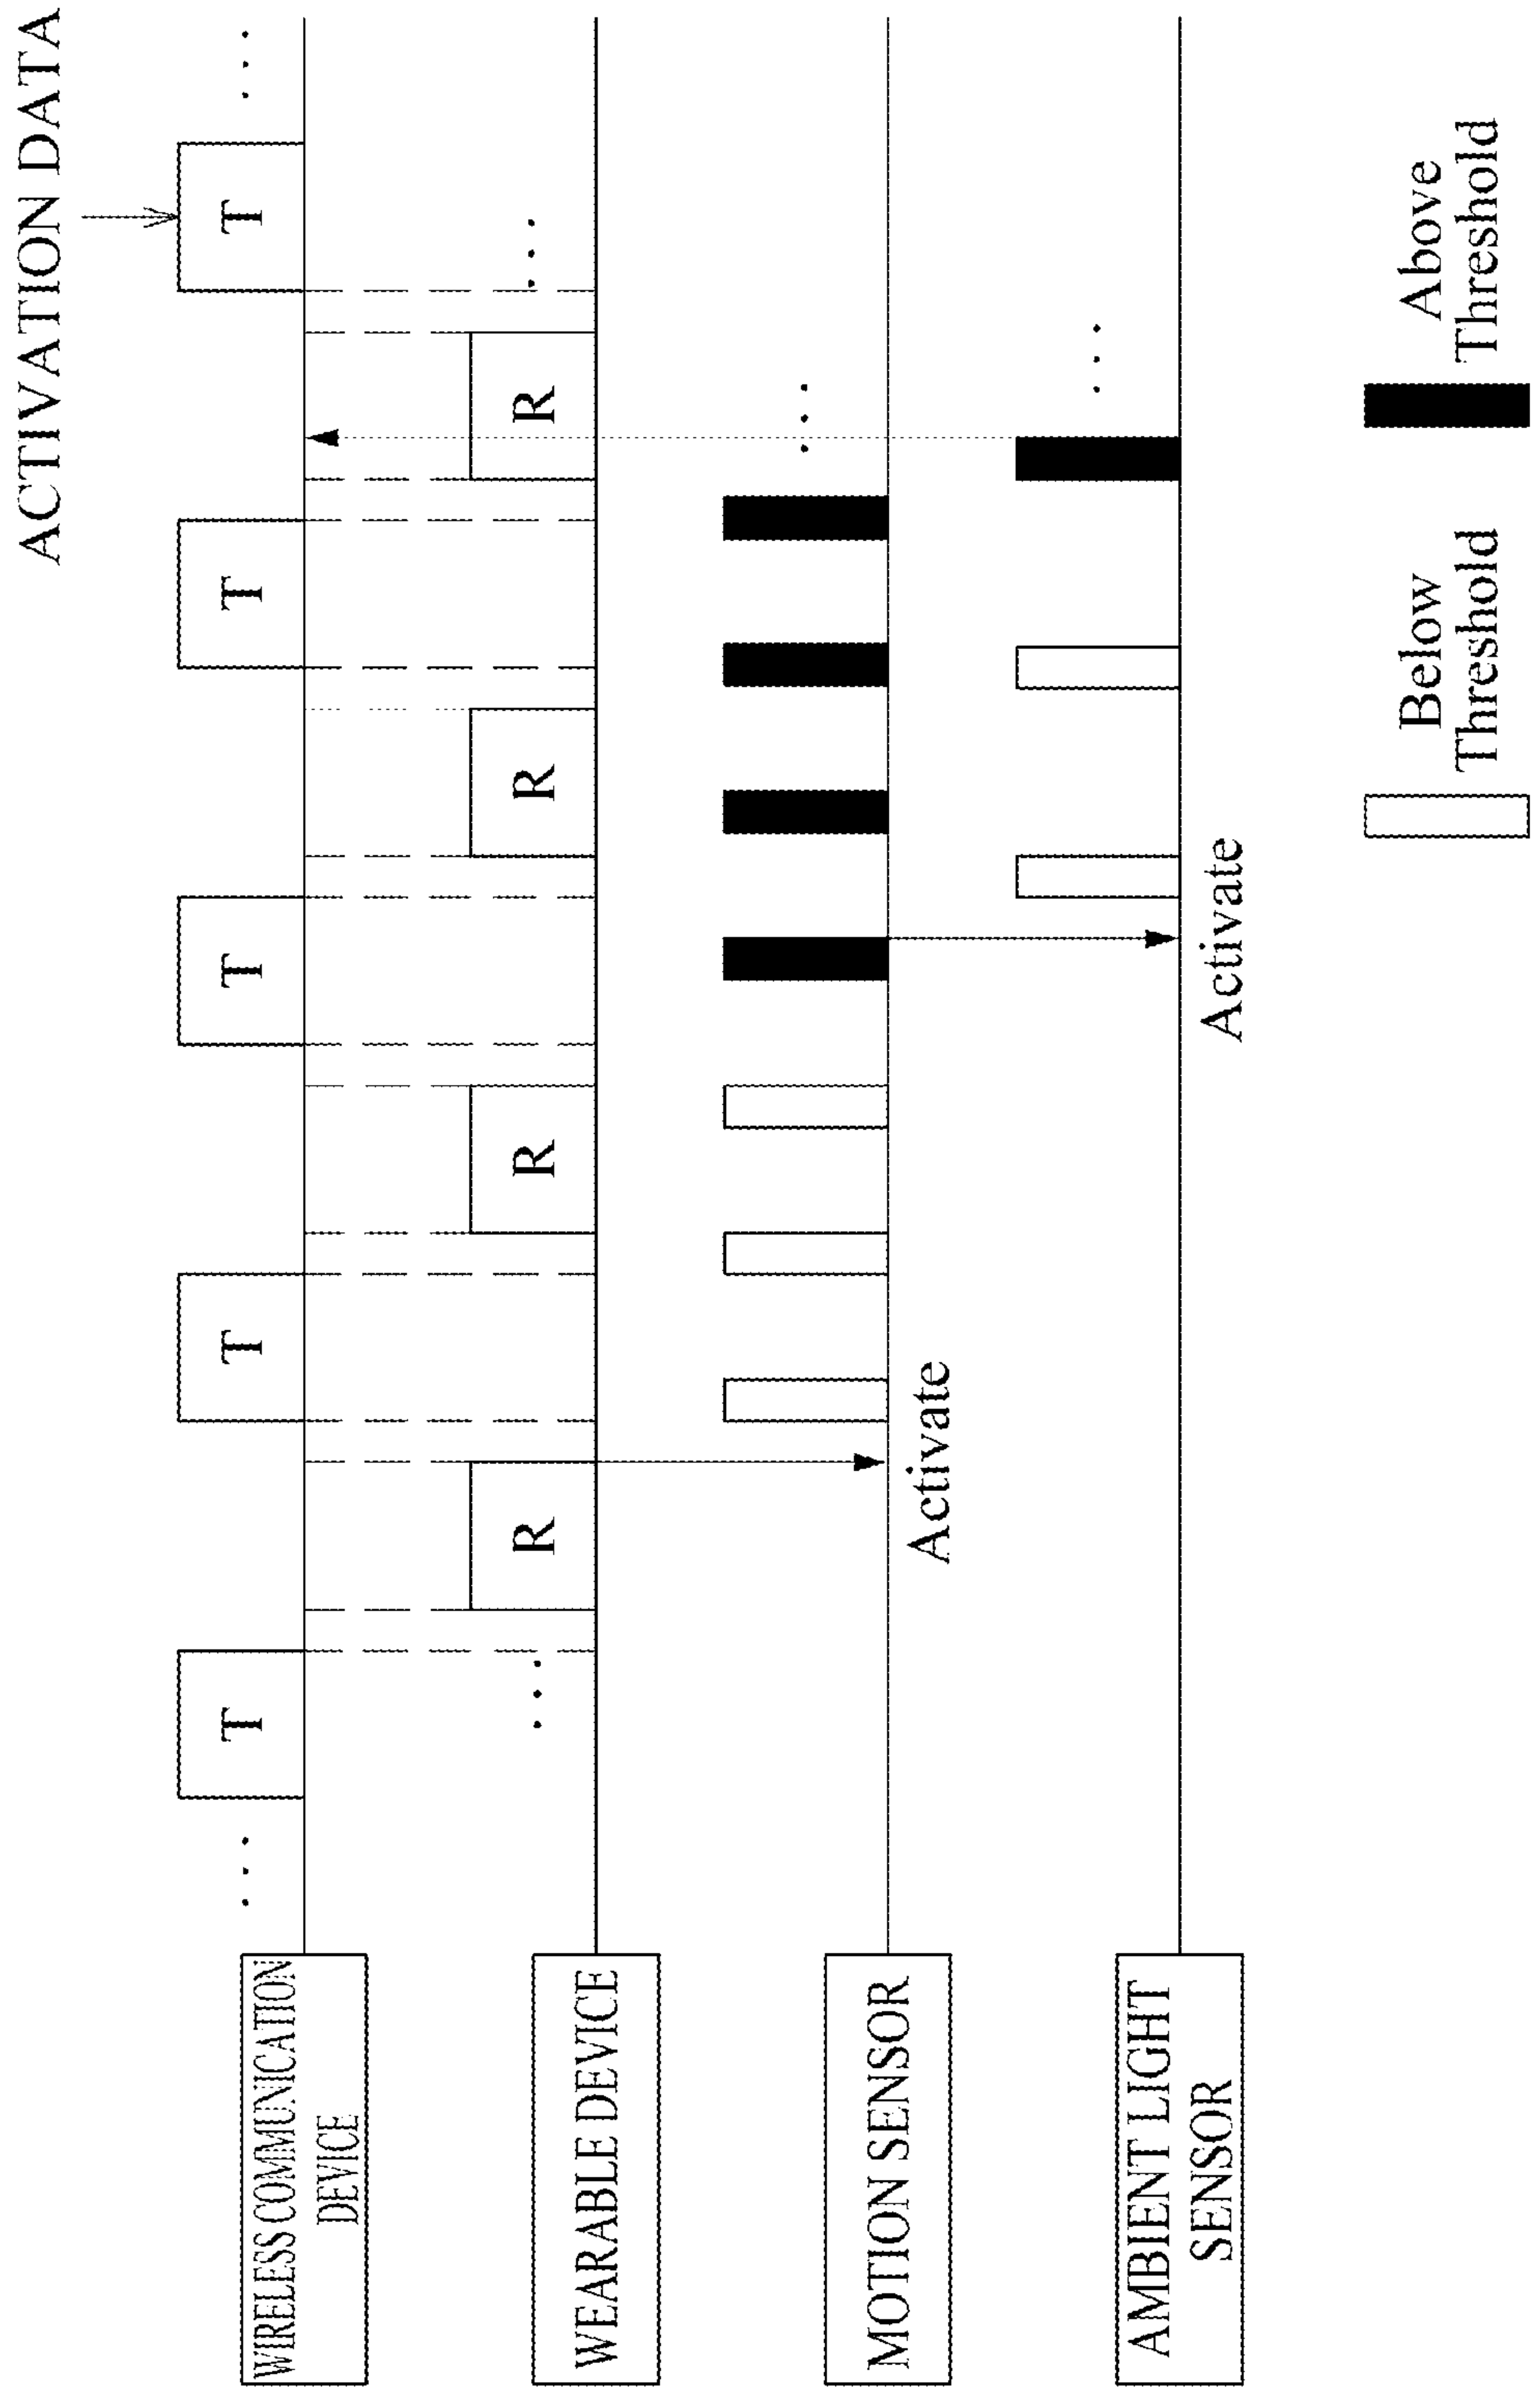 ACTIVATION DATA
WIRELESS COMMUNICATION
DEVICE
. . .
T
T
T
T
T
. . .
WEARABLE DEVICE
. . .
R
R
R
R
. . .
MOTION SENSOR
Activate
. . .
AMBIENT LIGHT
SENSOR
Activate
. . .
Below
Threshold
Above
Threshold